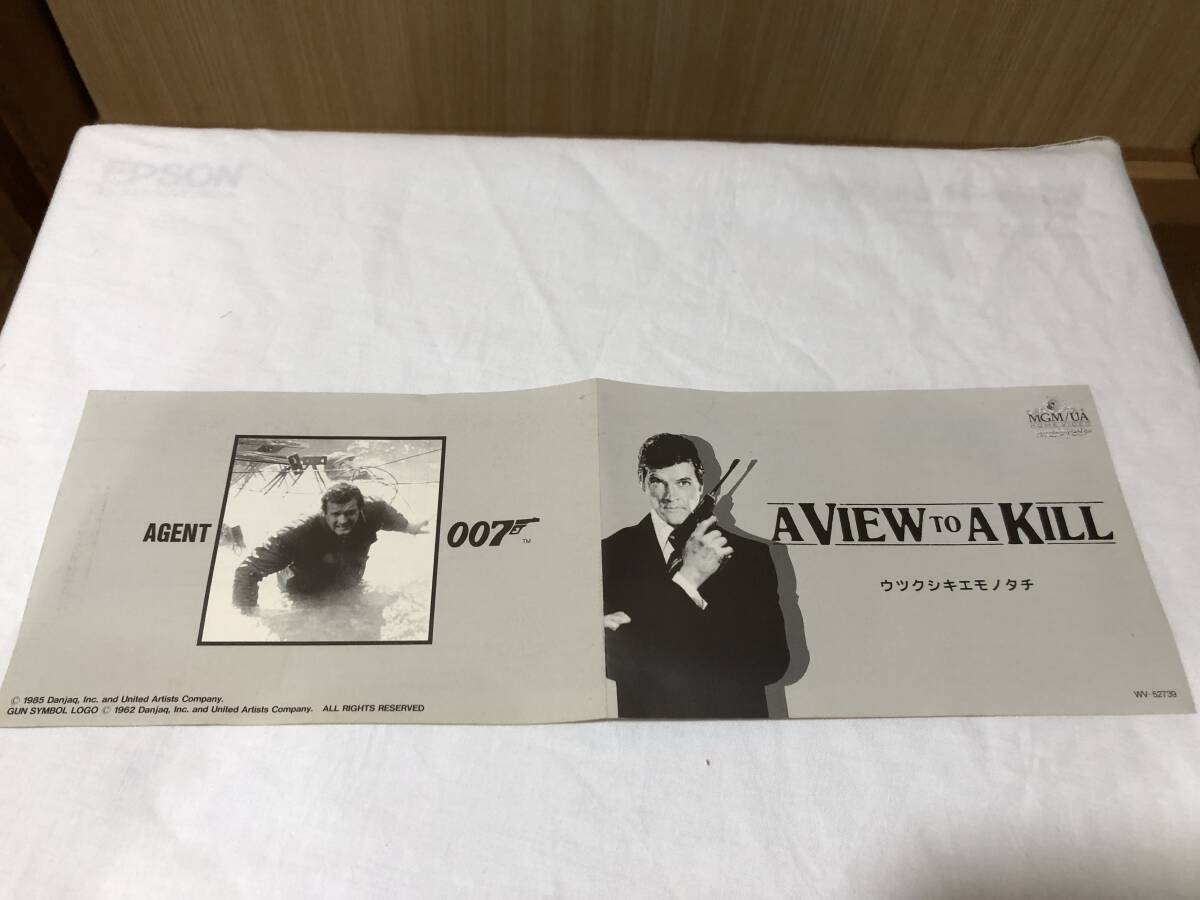 EPSON
AGENT 007 TM
© 1985 Danjaq, Inc. and United Artists Company.
GUN SYMBOL LOGO © 1962 Danjaq, Inc. and United Artists Company. ALL RIGHTS RESERVED
MGM/UA
HOME VIDEO
A VIEW TO A KILL
ウツクシキエモノタチ
WV-52739